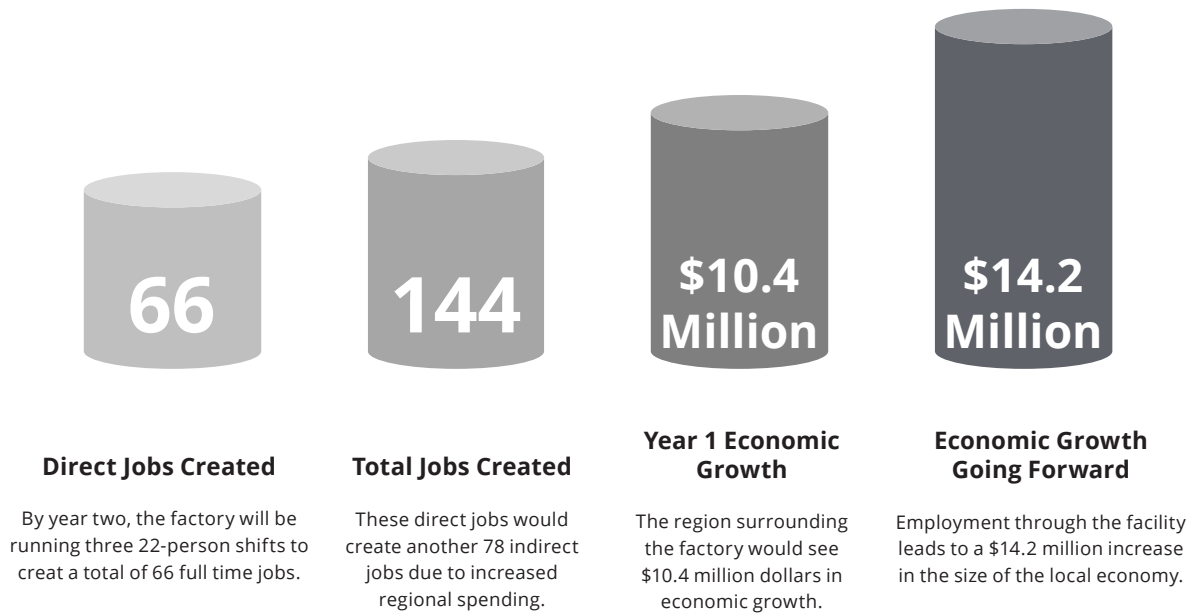 66
144
$10.4
Million
$14.2
Million
Direct Jobs Created
By year two, the factory will be
running three 22-person shifts to
creat a total of 66 full time jobs.
Total Jobs Created
These direct jobs would
create another 78 indirect
jobs due to increased
regional spending.
Year 1 Economic
Growth
The region surrounding
the factory would see
$10.4 million dollars in
economic growth.
Economic Growth
Going Forward
Employment through the facility
leads to a $14.2 million increase
in the size of the local economy.